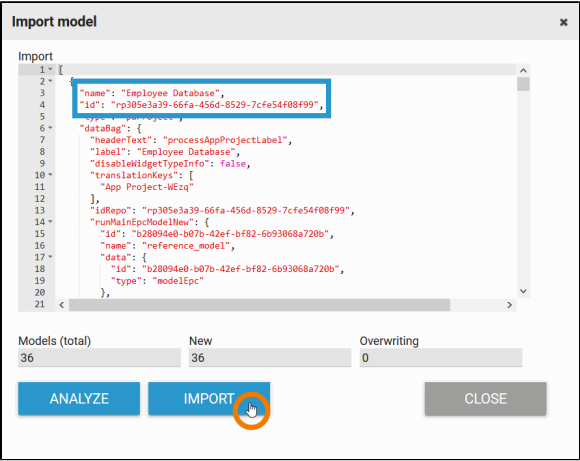 Import model ×
Import
1 [
2 {
3 "name": "Employee Database",
4 "id": "rp305e3a39-66fa-456d-8529-7cfe54f08f99",
5
6 "dataBag": {
7 "headerText": "processAppProjectLabel",
8 "label": "Employee Database",
9 "disableWidgetTypeInfo": false,
10 "translationKeys": [
11 "App Project-WEzq"
12 ],
13 "idRepo": "rp305e3a39-66fa-456d-8529-7cfe54f08f99",
14 "runMainEpcModelNew": {
15 "id": "b28094e0-b07b-42ef-bf82-6b93068a720b",
16 "name": "reference_model",
17 "data": {
18 "id": "b28094e0-b07b-42ef-bf82-6b93068a720b",
19 "type": "modelEpc"
20 },
21
Models (total) New Overwriting
36 36 0
ANALYZE IMPORT CLOSE